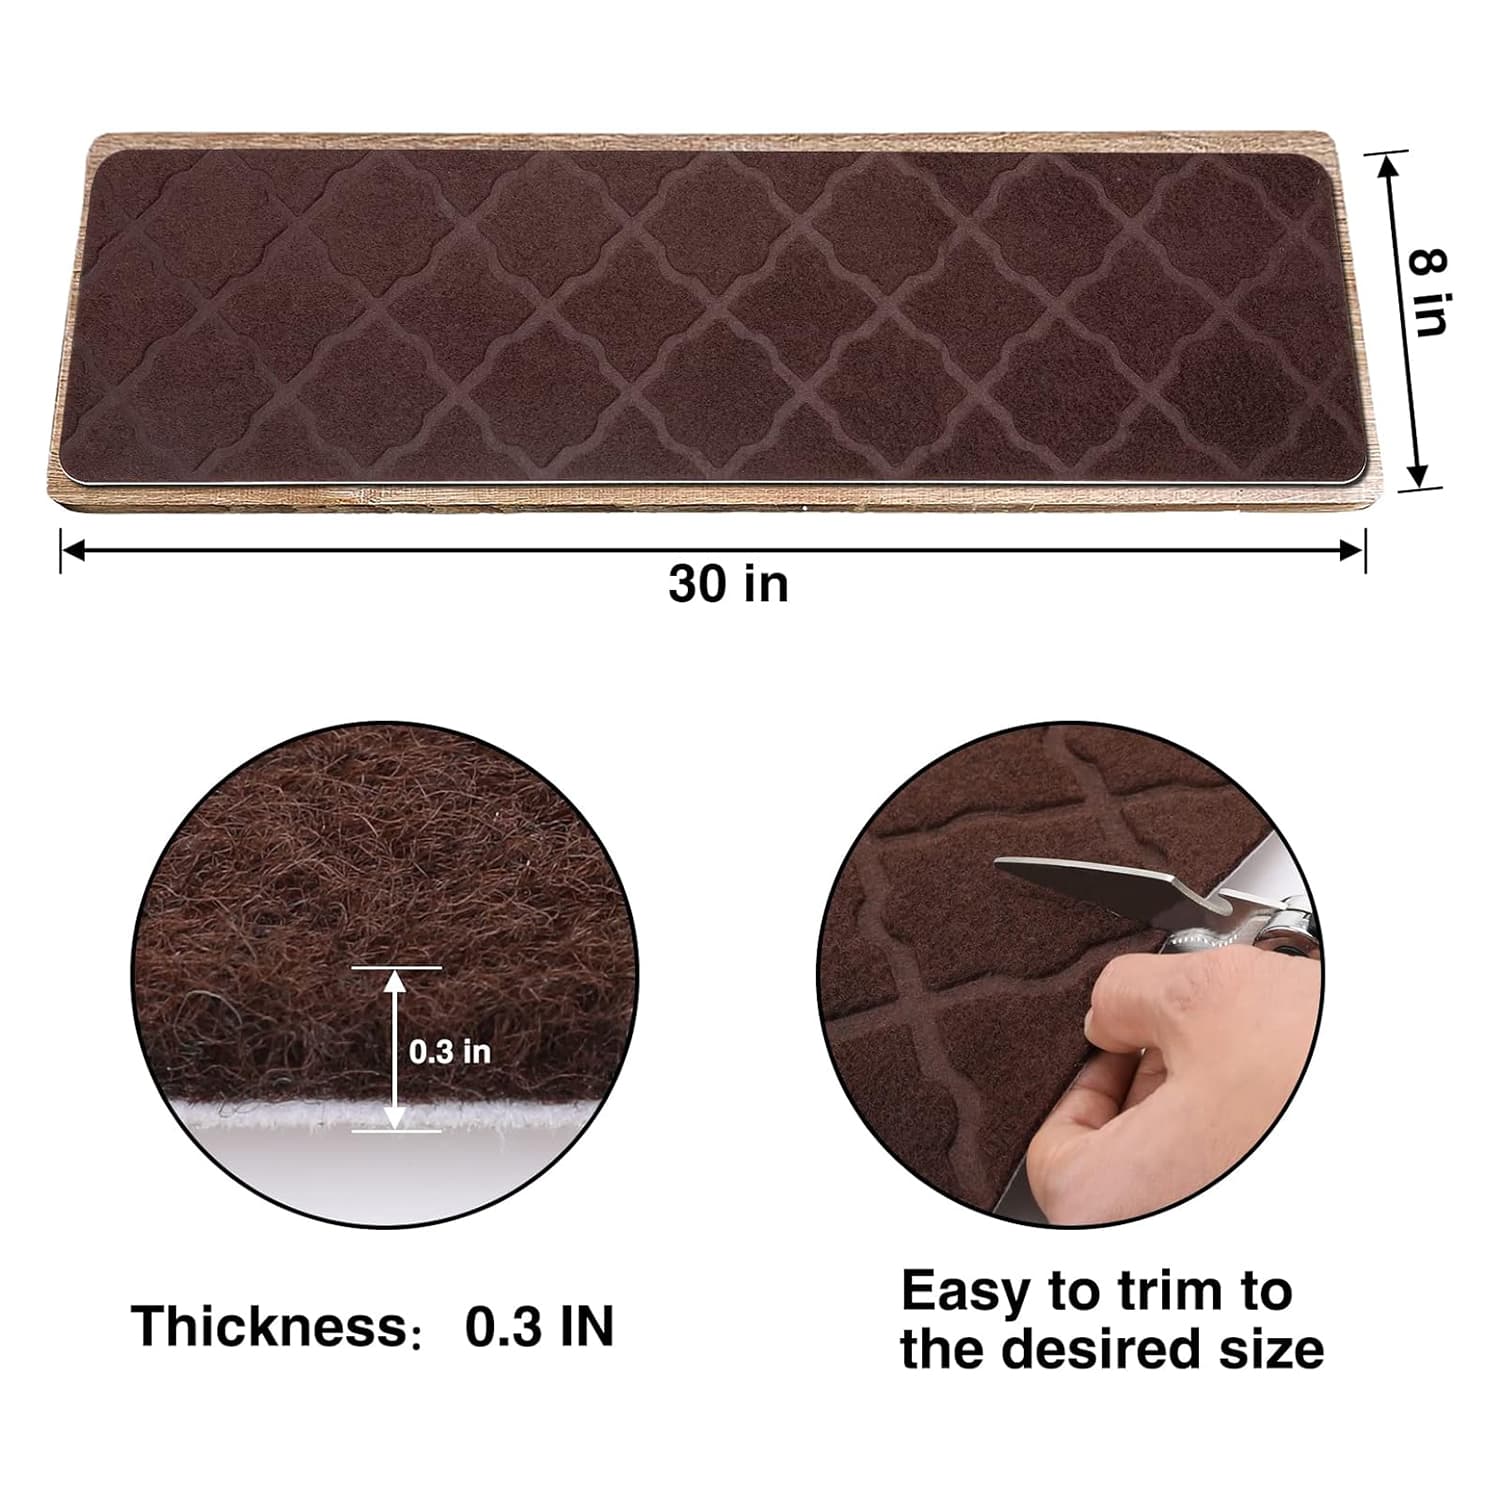 8 in
30 in
0.3 in
Thickness： 0.3 IN
Easy to trim to
the desired size